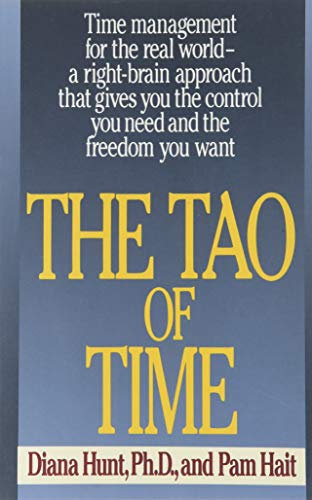 Time management
for the real world–
a right-brain approach
that gives you the control
you need and the
freedom you want
THE TAO
OF
TIME
Diana Hunt, Ph.D., and Pam Hait